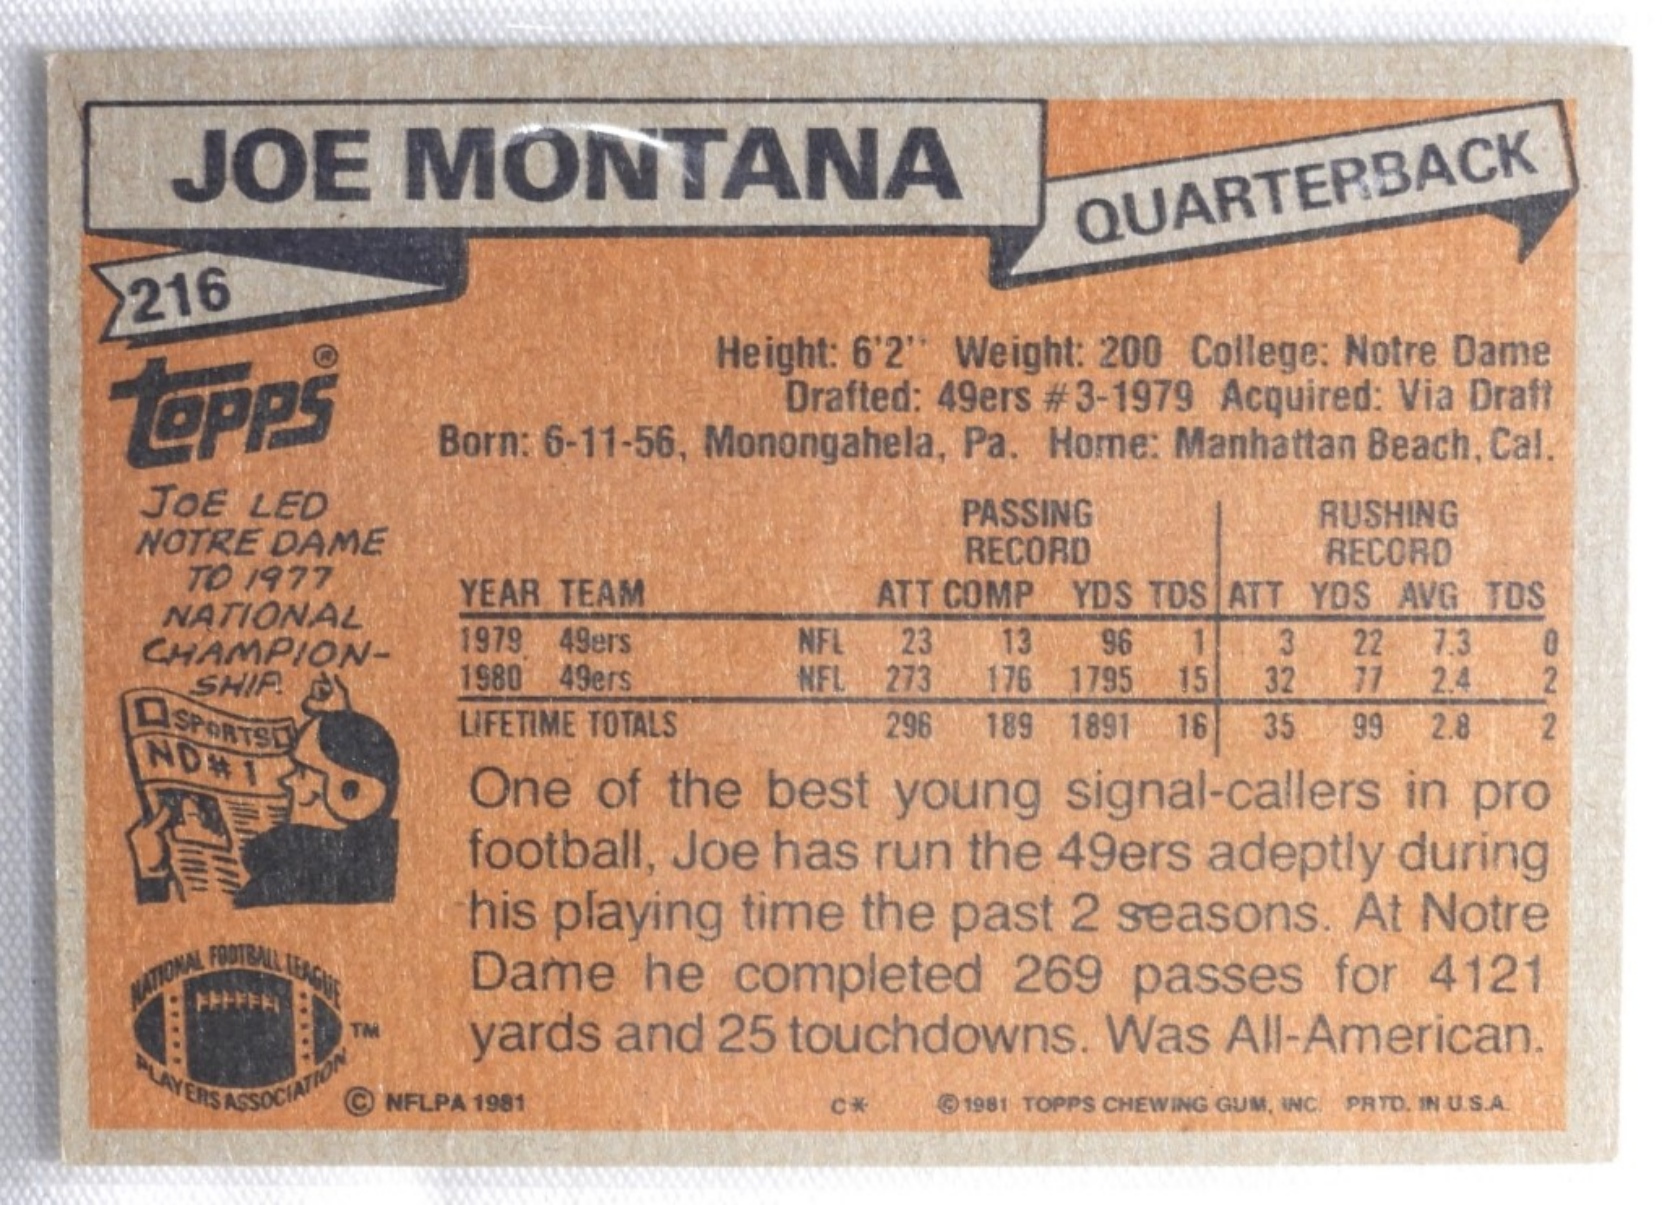 JOE MONTANA
QUARTERBACK
216
Topps®
Height: 6'2'' Weight: 200 College: Notre Dame
Drafted: 49ers #3-1979 Acquired: Via Draft
Born: 6-11-56, Monongahela, Pa. Home: Manhattan Beach, Cal.
JOE LED
NOTRE DAME
TO 1977
NATIONAL
CHAMPION-
SHIP.
SPORTS
ND#1
PASSING RUSHING
RECORD RECORD
YEAR TEAM ATT COMP YDS TDS ATT YDS AVG TDS
1979 49ers NFL 23 13 96 1 3 22 7.3 0
1980 49ers NFL 273 176 1795 15 32 77 2.4 2
LIFETIME TOTALS 296 189 1891 16 35 99 2.8 2
One of the best young signal-callers in pro
football, Joe has run the 49ers adeptly during
his playing time the past 2 seasons. At Notre
Dame he completed 269 passes for 4121
yards and 25 touchdowns. Was All-American.
NATIONAL FOOTBALL LEAGUE
PLAYERS ASSOCIATION
TM
© NFLPA 1981 C* © 1981 TOPPS CHEWING GUM, INC. PRTD. IN U.S.A.